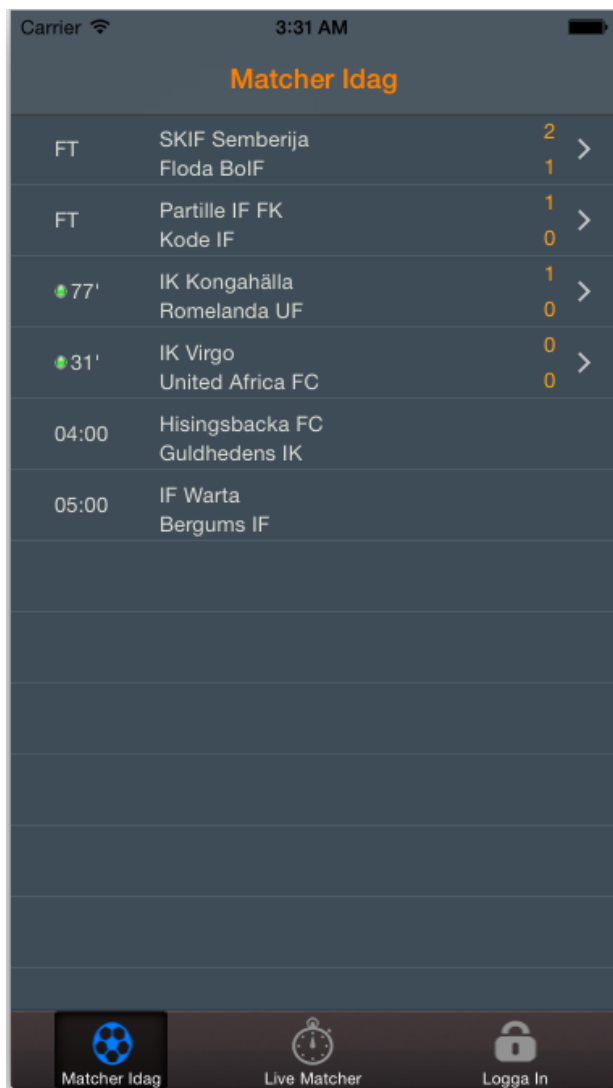 Carrier 3:31 AM
Matcher Idag
SKIF Semberija 2
FT
Floda BoIF 1
Partille IF FK 1
FT
Kode IF 0
IK Kongahälla 1
77'
Romelanda UF 0
IK Virgo 0
31'
United Africa FC 0
Hisingsbacka FC
04:00
Guldhedens IK
IF Warta
05:00
Bergums IF
Matcher Idag Live Matcher Logga In